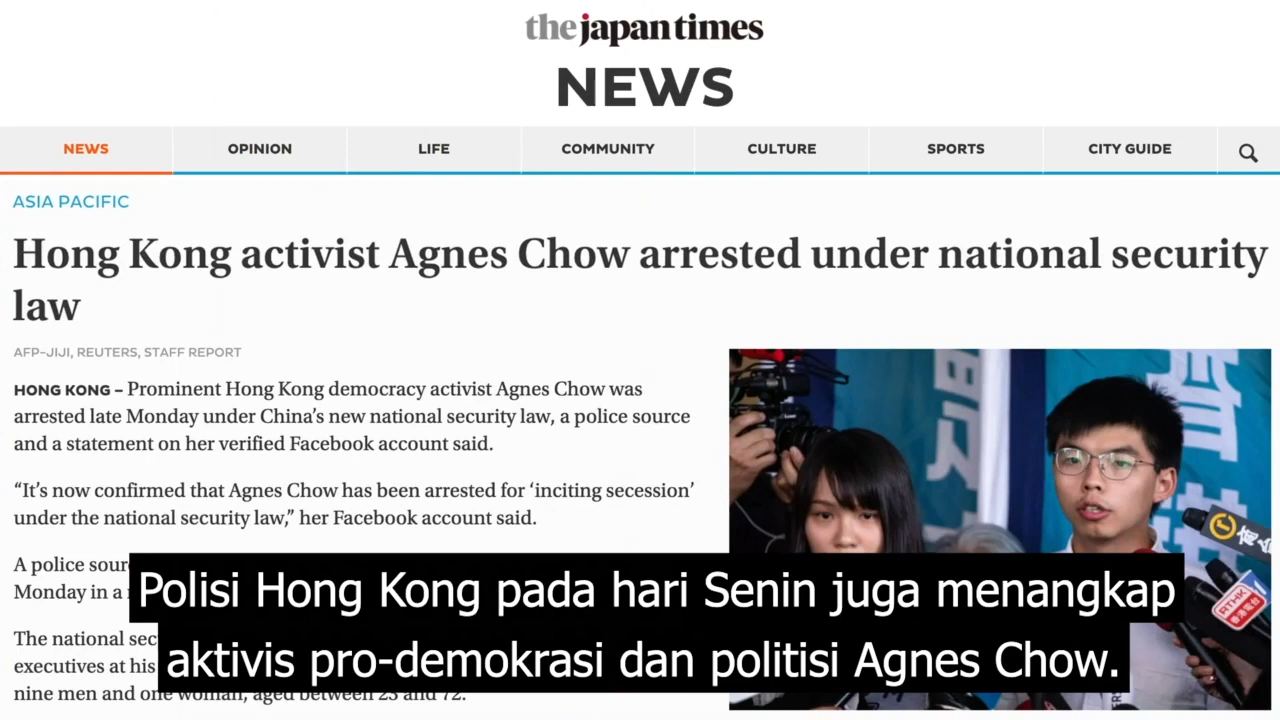 the japan times
NEWS
NEWS OPINION LIFE COMMUNITY CULTURE SPORTS CITY GUIDE
ASIA PACIFIC
Hong Kong activist Agnes Chow arrested under national security
law
AFP-JIJI, REUTERS, STAFF REPORT
HONG KONG – Prominent Hong Kong democracy activist Agnes Chow was
arrested late Monday under China’s new national security law, a police source
and a statement on her verified Facebook account said.
“It’s now confirmed that Agnes Chow has been arrested for ‘inciting secession’
under the national security law,” her Facebook account said.
A police
Monday in a
The national
executives at his
nine men and one woman, aged between 23 and 72.
Polisi Hong Kong pada hari Senin juga menangkap
aktivis pro-demokrasi dan politisi Agnes Chow.
RTHK
香港電台